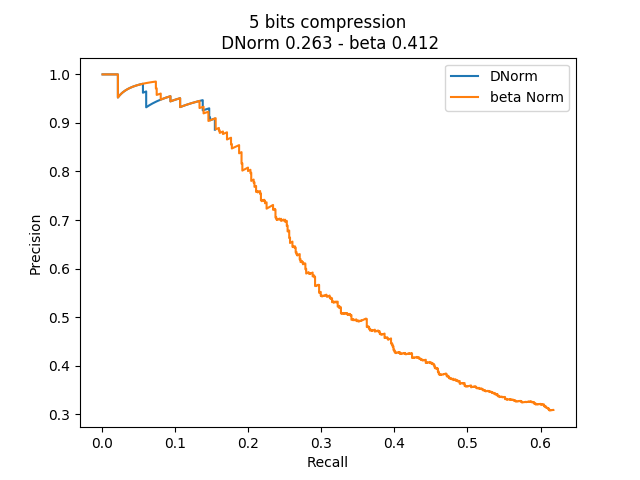 5 bits compression
DNorm 0.263 - beta 0.412
DNorm
beta Norm
1.0
0.9
0.8
0.7
0.6
0.5
0.4
0.3
Precision
0.0 0.1 0.2 0.3 0.4 0.5 0.6
Recall